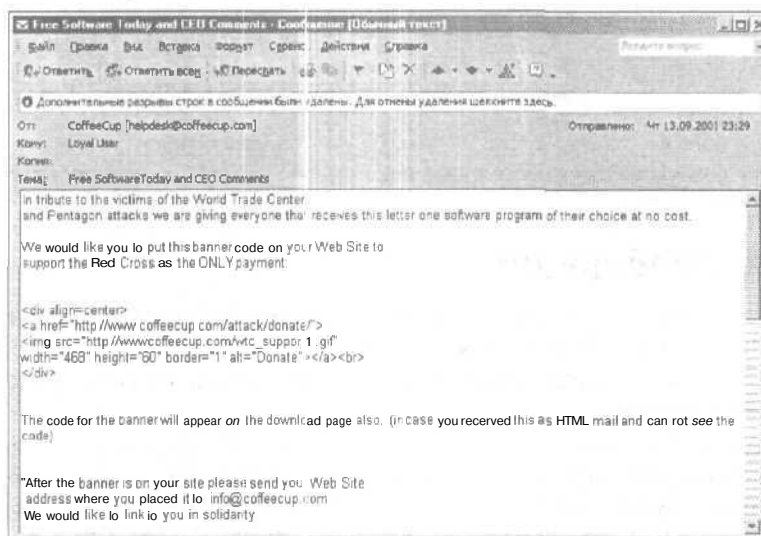 Free Software Today and CEO Comments - Сообщение (Обычный текст)
Файл Правка Вид Вставка Формат Сервис Действия Справка
Ответить Ответить всем Переслать
Дополнительные разрывы строк в сообщении были удалены. Для отмены удаления щелкните здесь.
От: CoffeeCup [helpdesk@coffeecup.com] Отправлено: Чт 13.09.2001 23:29
Кому: Loyal User
Копия:
Тема: Free SoftwareToday and CEO Comments
In tribute to the victims of the World Trade Center
and Pentagon attacks we are giving everyone that receives this letter one software program of their choice at no cost.
We would like you lo put this banner code on your Web Site to
support the Red Cross as the ONLY payment:
<div align=center>
<a href="http://www coffeecup com/attack/donate/">
<img src="http://wwwcoffeecup.com/wtc_suppor 1.gif"
width="468" height="60" border="1" alt="Donate"></a><br>
</div>
The code for the banner will appear on the download page also. (in case you recerved this as HTML mail and can rot see the
code)
"After the banner is on your site please send you Web Site
address where you placed it lo info@coffeecup.com
We would like lo link io you in solidarity